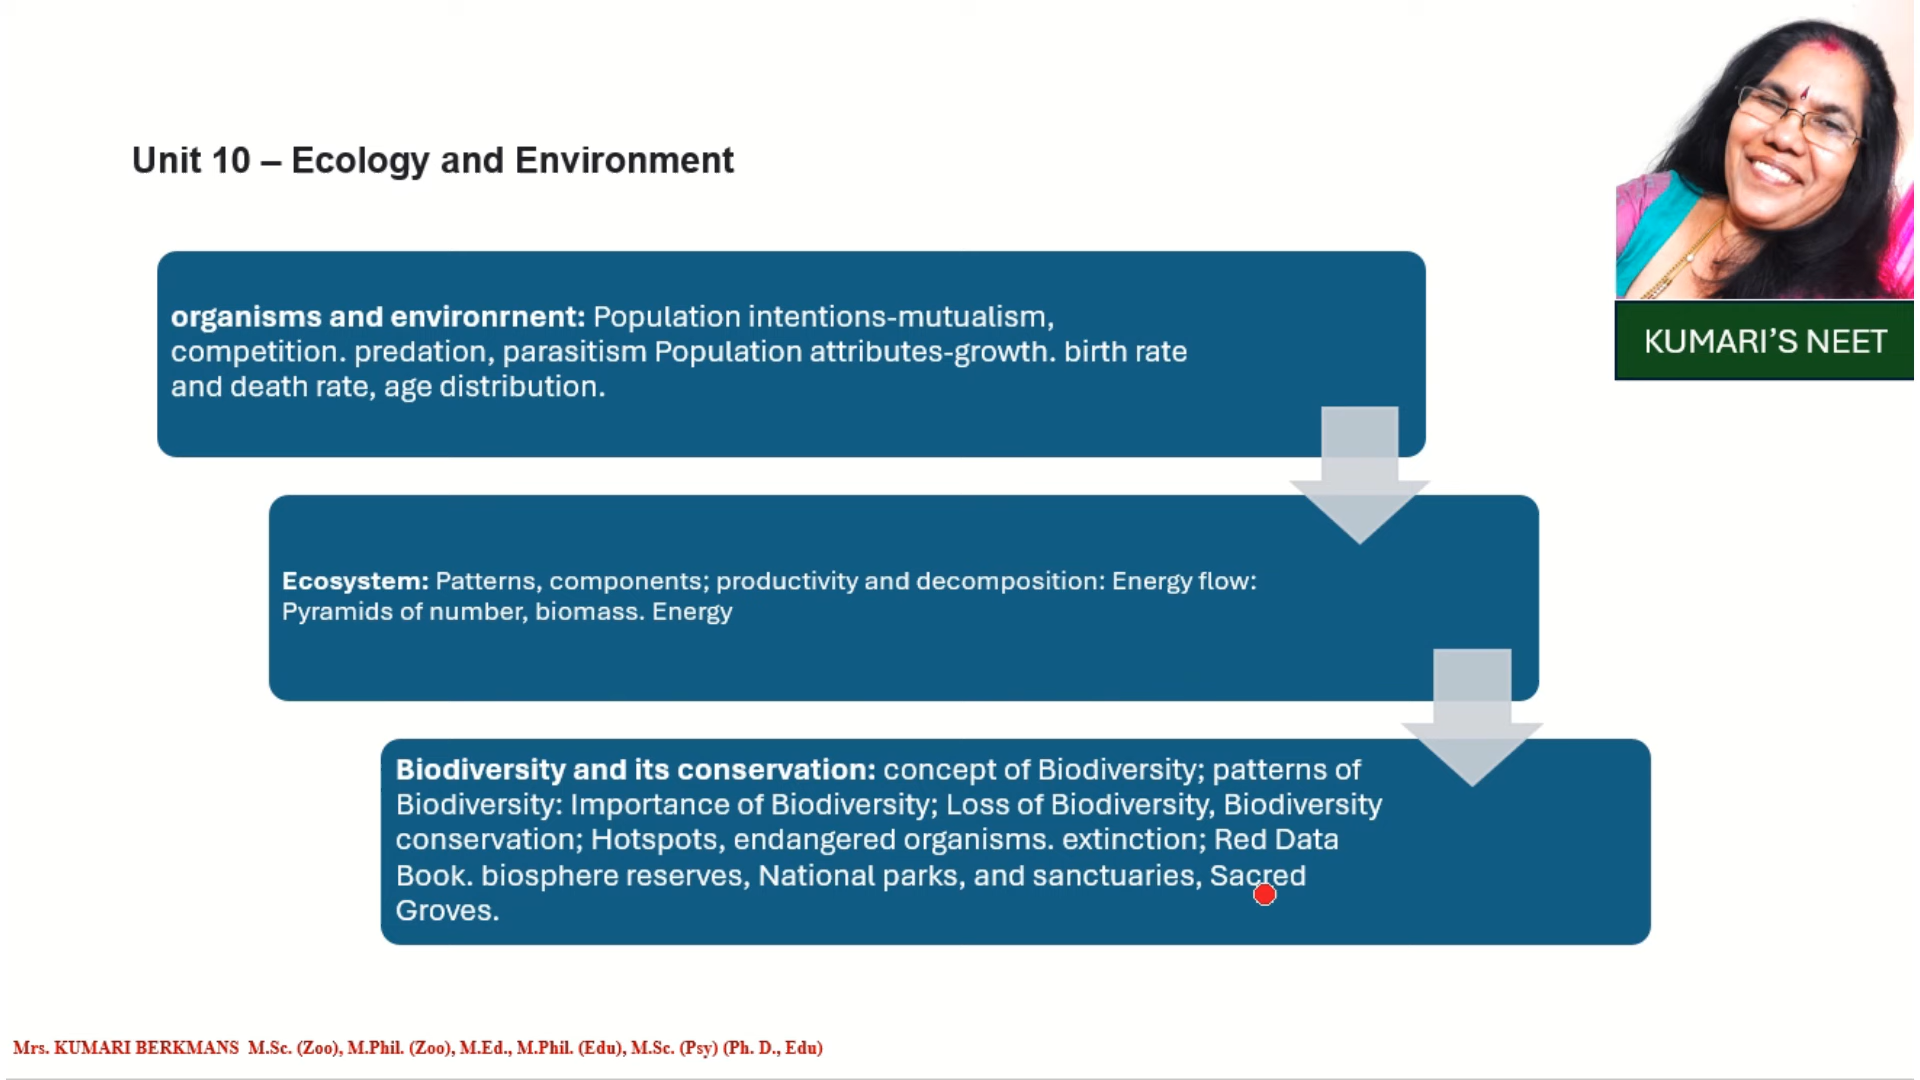 Unit 10 – Ecology and Environment
organisms and environrnent: Population intentions-mutualism,
competition. predation, parasitism Population attributes-growth. birth rate
and death rate, age distribution.
KUMARI’S NEET
Ecosystem: Patterns, components; productivity and decomposition: Energy flow:
Pyramids of number, biomass. Energy
Biodiversity and its conservation: concept of Biodiversity; patterns of
Biodiversity: Importance of Biodiversity; Loss of Biodiversity, Biodiversity
conservation; Hotspots, endangered organisms. extinction; Red Data
Book. biosphere reserves, National parks, and sanctuaries, Sacred
Groves.
Mrs. KUMARI BERKMANS M.Sc. (Zoo), M.Phil. (Zoo), M.Ed., M.Phil. (Edu), M.Sc. (Psy) (Ph. D., Edu)